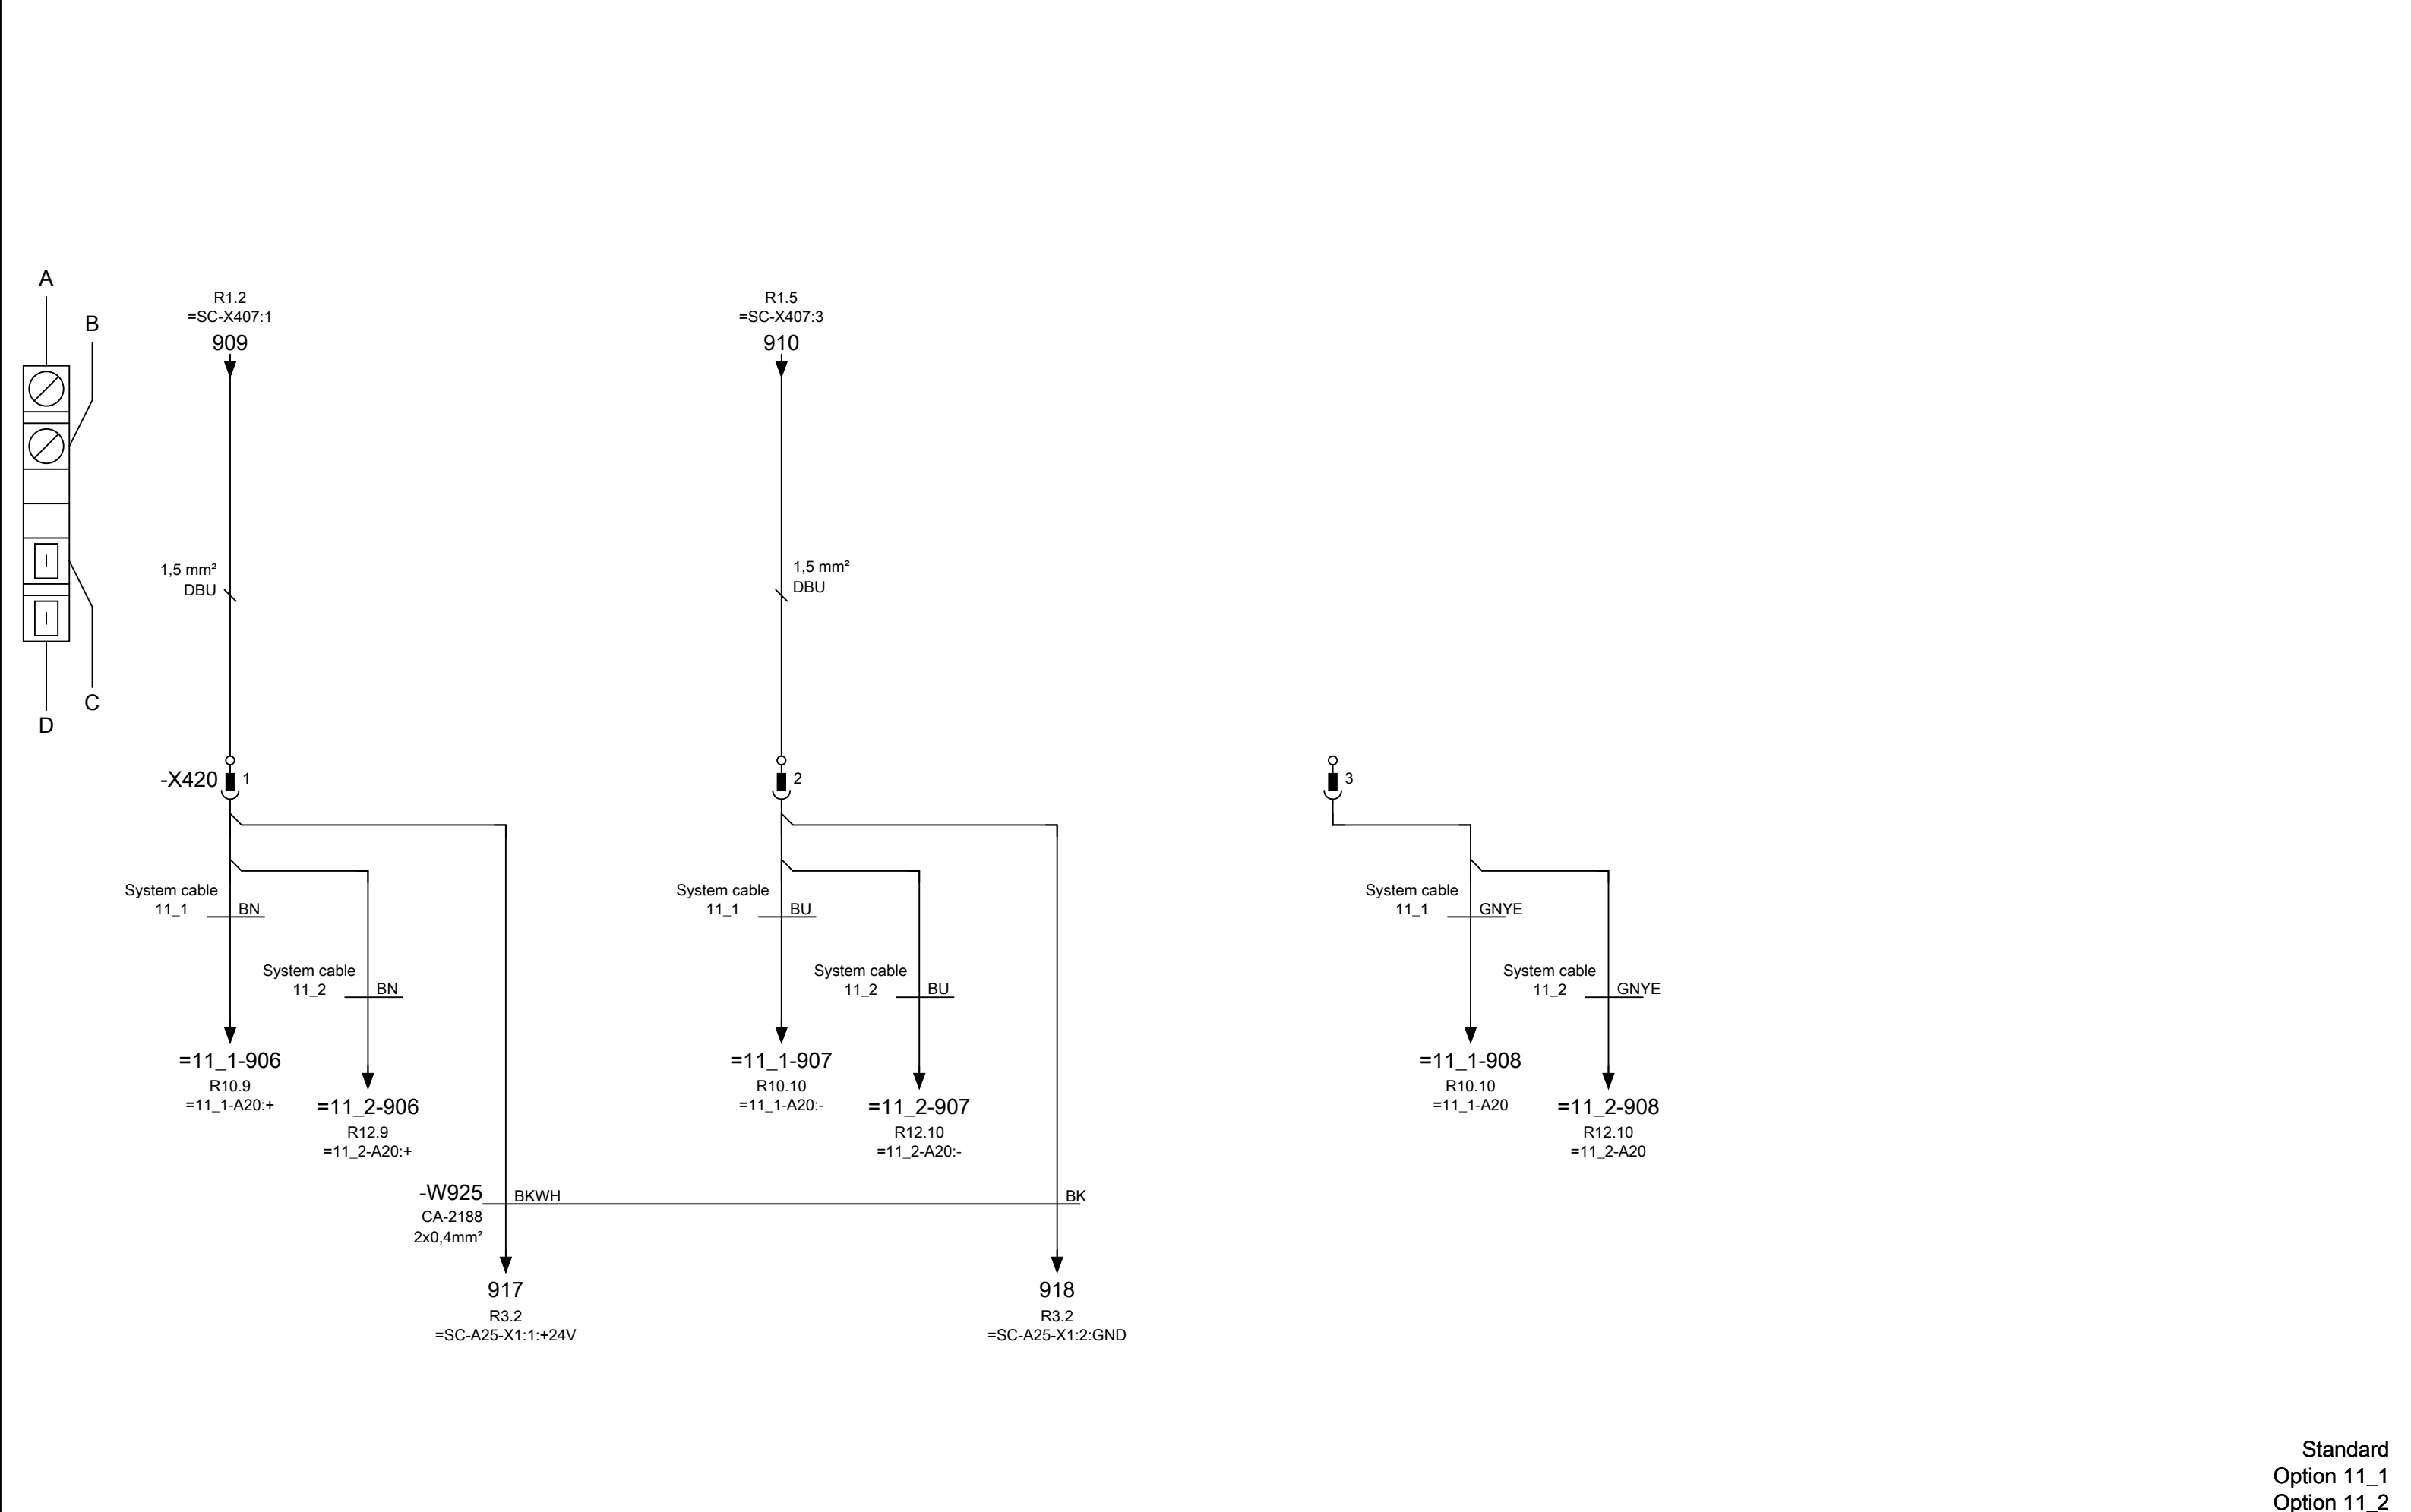 A
B
C
D
R1.2
=SC-X407:1
909
R1.5
=SC-X407:3
910
1,5 mm²
DBU
1,5 mm²
DBU
-X420
1
2
3
System cable
11_1
BN
System cable
11_2
BN
System cable
11_1
BU
System cable
11_2
BU
System cable
11_1
GNYE
System cable
11_2
GNYE
=11_1-906
R10.9
=11_1-A20:+
=11_2-906
R12.9
=11_2-A20:+
=11_1-907
R10.10
=11_1-A20:-
=11_2-907
R12.10
=11_2-A20:-
=11_1-908
R10.10
=11_1-A20
=11_2-908
R12.10
=11_2-A20
-W925
CA-2188
2x0,4mm²
BKWH
BK
917
R3.2
=SC-A25-X1:1:+24V
918
R3.2
=SC-A25-X1:2:GND
Standard
Option 11_1
Option 11_2